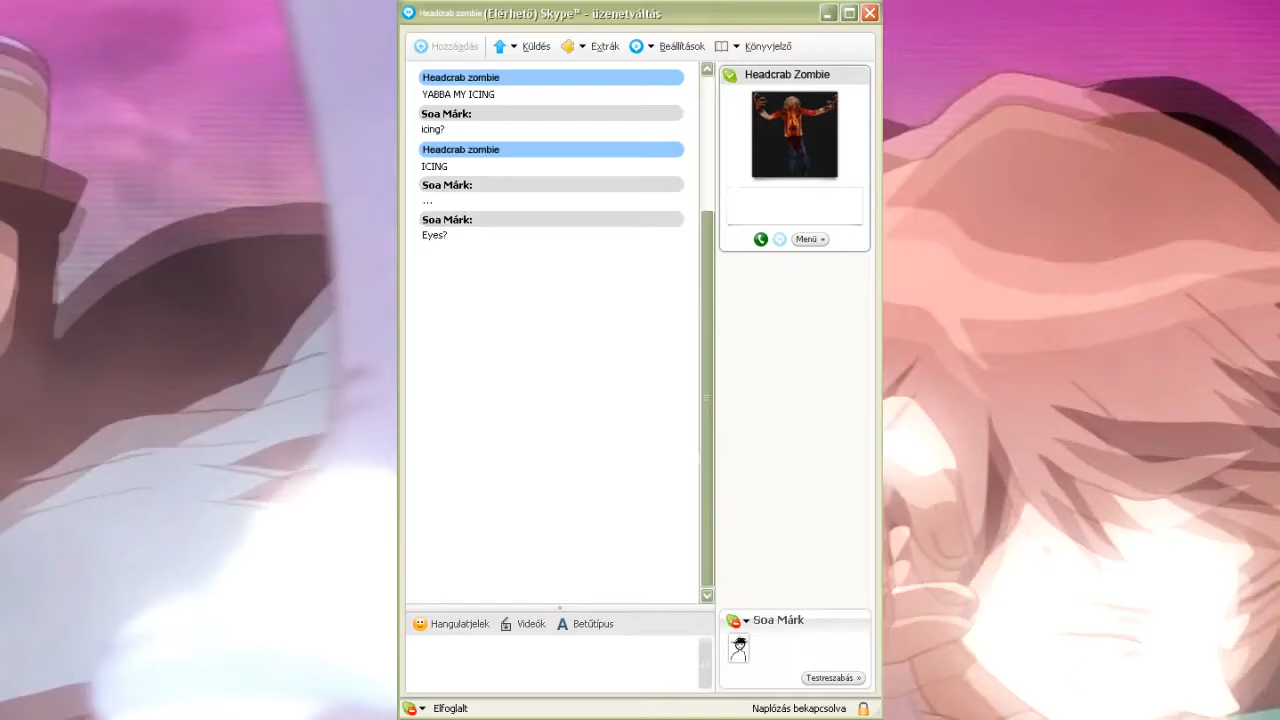 Headcrab zombie (Elérhető) Skype™ - üzenetváltás
Hozzágdás Küldés Extrák Beállítások Könyvjelző
Headcrab zombie
YABBA MY ICING
Soa Márk:
icing?
Headcrab zombie
ICING
Soa Márk:
...
Soa Márk:
Eyes?
Headcrab Zombie
Menü
Hangulatjelek Videók A Betűtípus
Soa Márk
Testreszabás »
Elfoglalt
Naplózás bekapcsolva